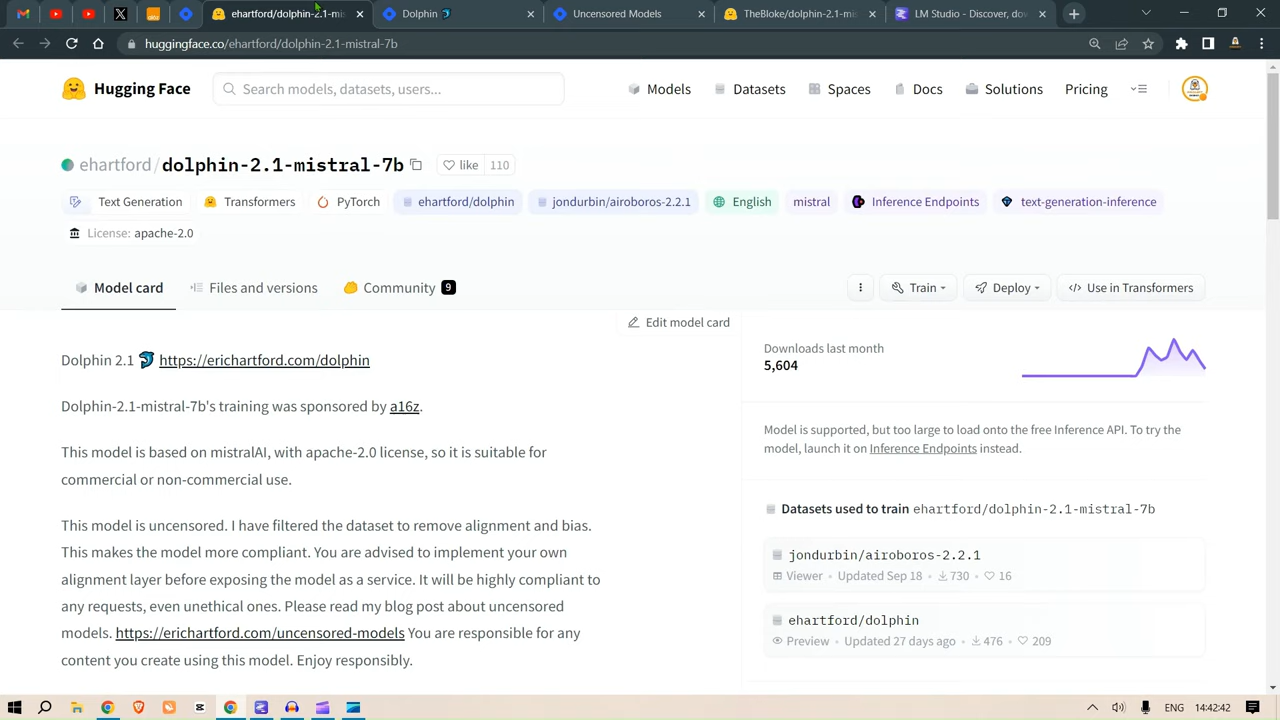 ehartford/dolphin-2.1-mis
Dolphin
Uncensored Models
TheBloke/dolphin-2.1-mis
LM Studio - Discover, dow
huggingface.co/ehartford/dolphin-2.1-mistral-7b
Hugging Face
Search models, datasets, users...
Models
Datasets
Spaces
Docs
Solutions
Pricing
ehartford/dolphin-2.1-mistral-7b
like 110
Text Generation
Transformers
PyTorch
ehartford/dolphin
jondurbin/airoboros-2.2.1
English
mistral
Inference Endpoints
text-generation-inference
License: apache-2.0
Model card
Files and versions
Community 9
Train
Deploy
Use in Transformers
Edit model card
Dolphin 2.1 🐬 https://erichartford.com/dolphin
Dolphin-2.1-mistral-7b's training was sponsored by a16z.
This model is based on mistralAI, with apache-2.0 license, so it is suitable for
commercial or non-commercial use.
This model is uncensored. I have filtered the dataset to remove alignment and bias.
This makes the model more compliant. You are advised to implement your own
alignment layer before exposing the model as a service. It will be highly compliant to
any requests, even unethical ones. Please read my blog post about uncensored
models. https://erichartford.com/uncensored-models You are responsible for any
content you create using this model. Enjoy responsibly.
Downloads last month
5,604
Model is supported, but too large to load onto the free Inference API. To try the
model, launch it on Inference Endpoints instead.
Datasets used to train ehartford/dolphin-2.1-mistral-7b
jondurbin/airoboros-2.2.1
Viewer • Updated Sep 18 • 730 • 16
ehartford/dolphin
Preview • Updated 27 days ago • 476 • 209
ENG
14:42:42